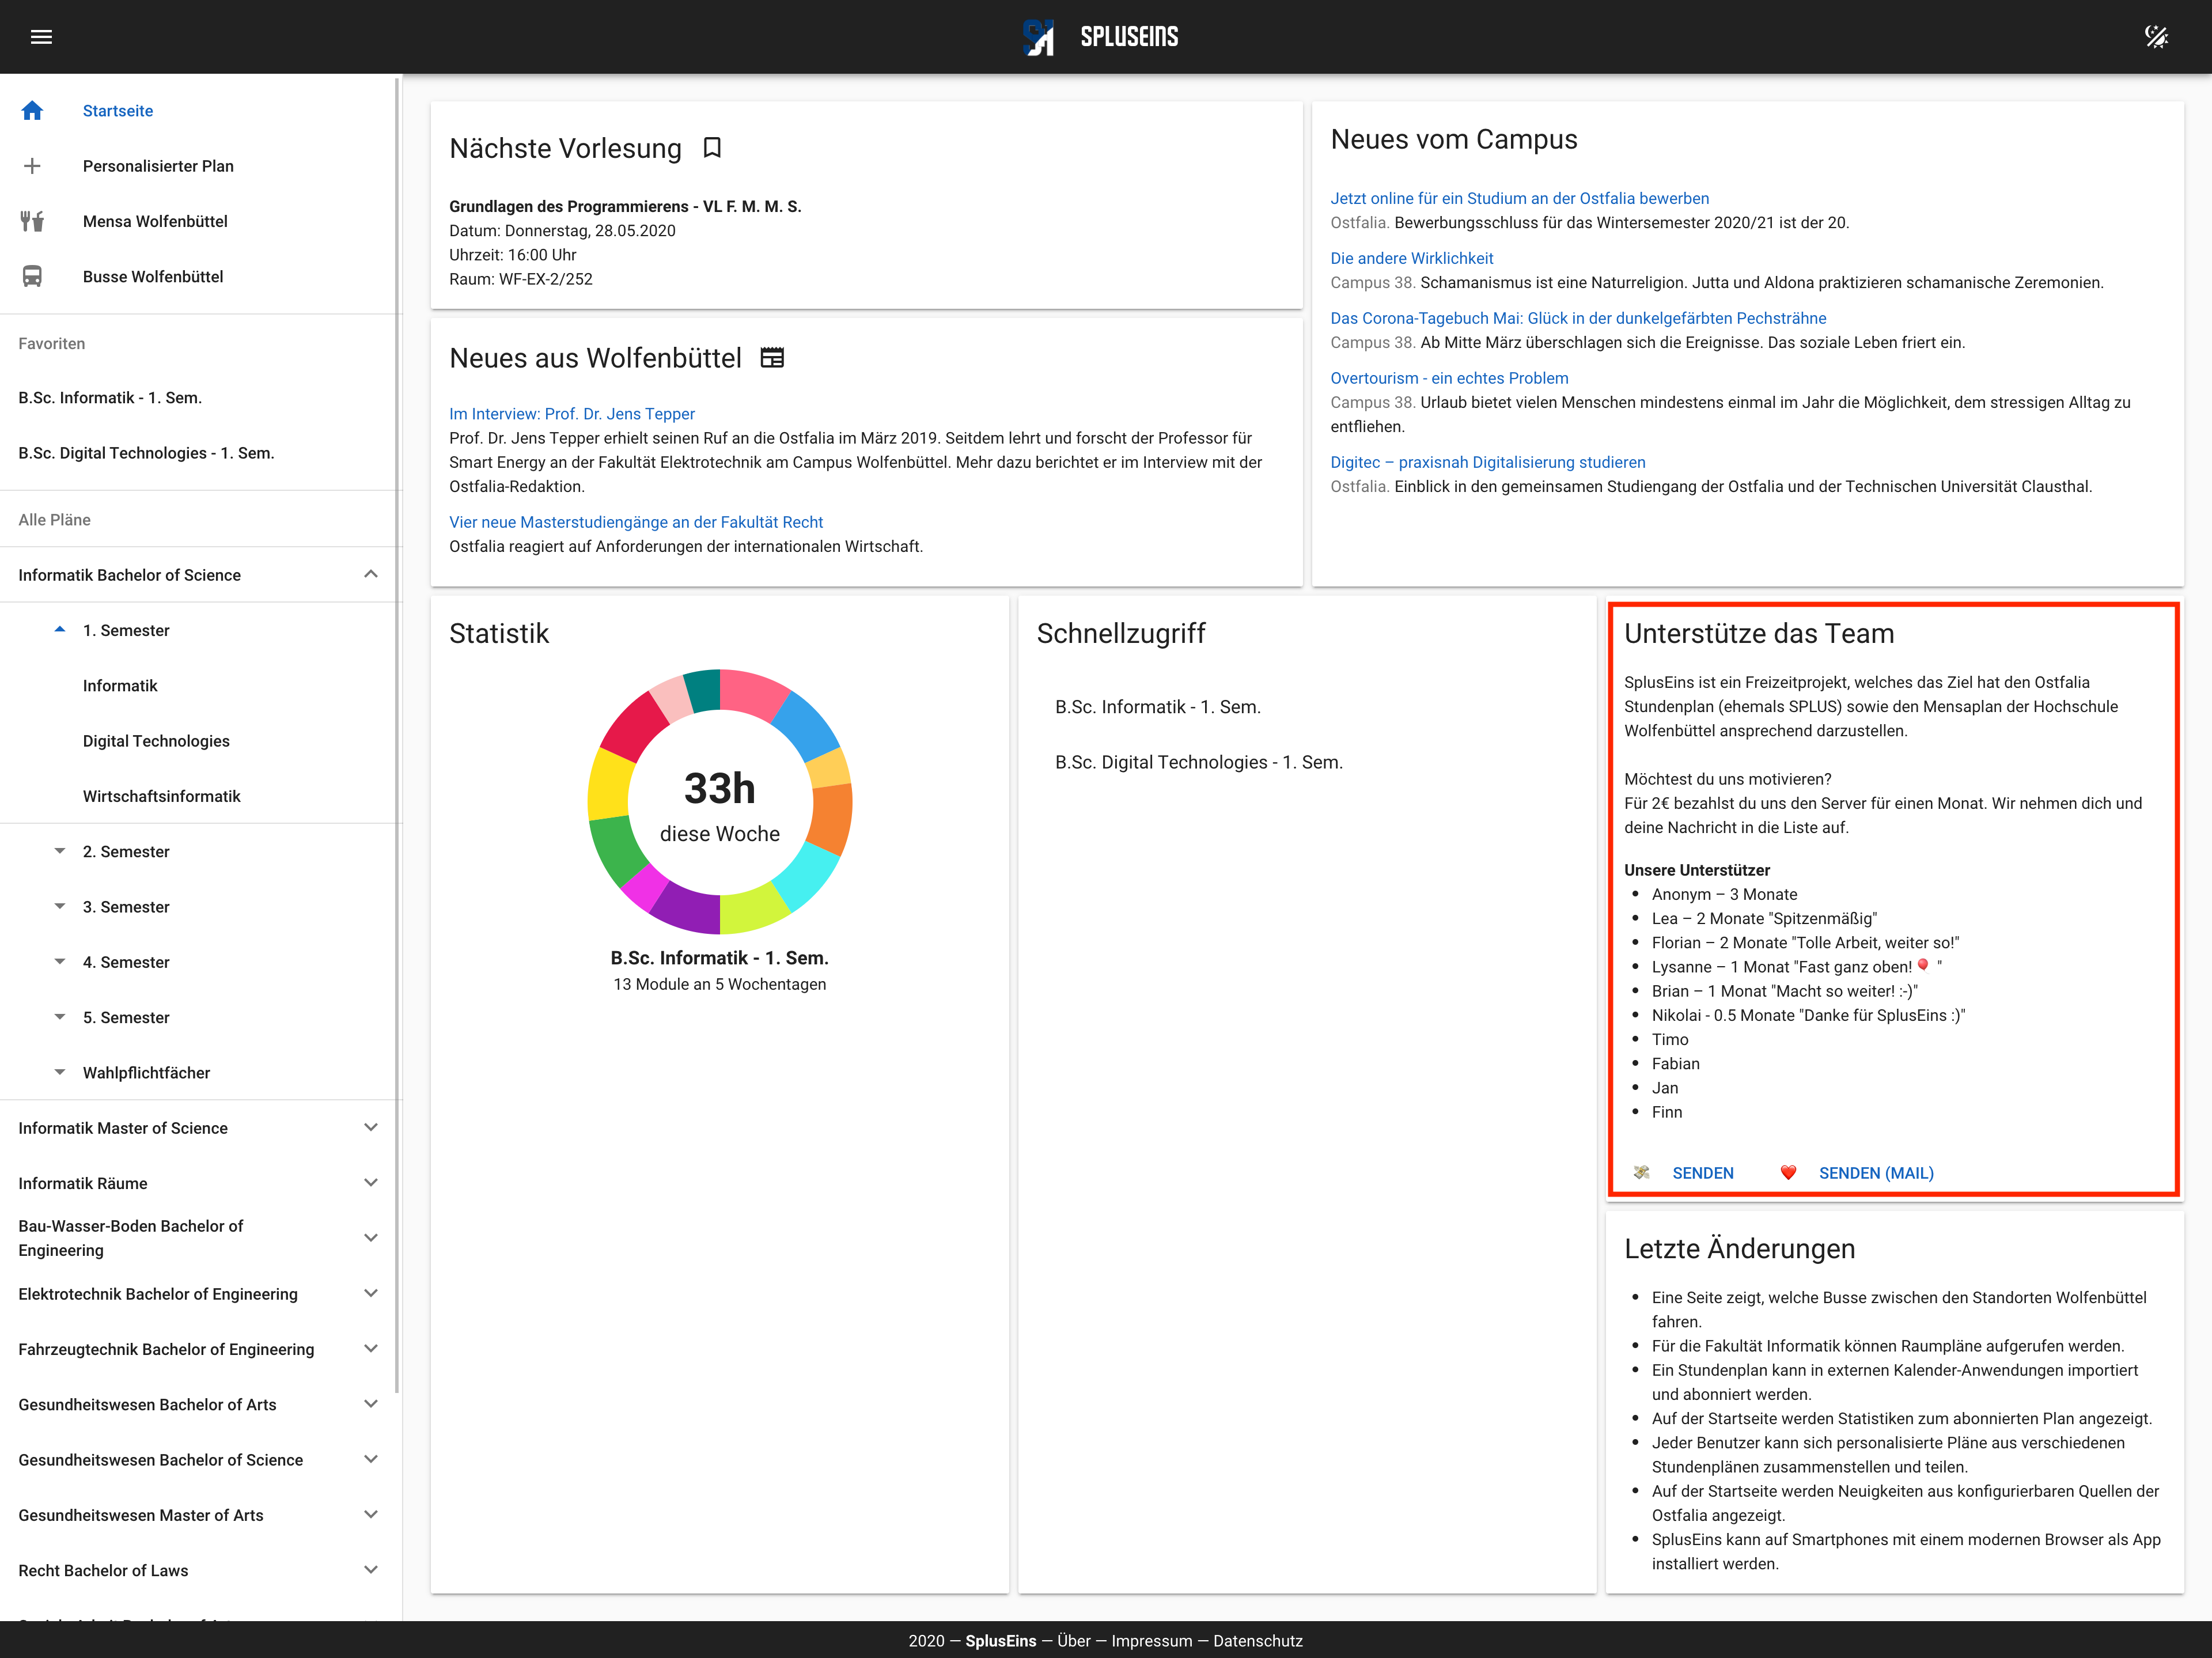 SPLUSEINS
Startseite
Personalisierter Plan
Mensa Wolfenbüttel
Busse Wolfenbüttel
Favoriten
B.Sc. Informatik - 1. Sem.
B.Sc. Digital Technologies - 1. Sem.
Alle Pläne
Informatik Bachelor of Science
1. Semester
Informatik
Digital Technologies
Wirtschaftsinformatik
2. Semester
3. Semester
4. Semester
5. Semester
Wahlpflichtfächer
Informatik Master of Science
Informatik Räume
Bau-Wasser-Boden Bachelor of
Engineering
Elektrotechnik Bachelor of Engineering
Fahrzeugtechnik Bachelor of Engineering
Gesundheitswesen Bachelor of Arts
Gesundheitswesen Bachelor of Science
Gesundheitswesen Master of Arts
Recht Bachelor of Laws
Nächste Vorlesung
Grundlagen des Programmierens - VL F. M. M. S.
Datum: Donnerstag, 28.05.2020
Uhrzeit: 16:00 Uhr
Raum: WF-EX-2/252
Neues aus Wolfenbüttel
Im Interview: Prof. Dr. Jens Tepper
Prof. Dr. Jens Tepper erhielt seinen Ruf an die Ostfalia im März 2019. Seitdem lehrt und forscht der Professor für
Smart Energy an der Fakultät Elektrotechnik am Campus Wolfenbüttel. Mehr dazu berichtet er im Interview mit der
Ostfalia-Redaktion.
Vier neue Masterstudiengänge an der Fakultät Recht
Ostfalia reagiert auf Anforderungen der internationalen Wirtschaft.
Neues vom Campus
Jetzt online für ein Studium an der Ostfalia bewerben
Ostfalia. Bewerbungsschluss für das Wintersemester 2020/21 ist der 20.
Die andere Wirklichkeit
Campus 38. Schamanismus ist eine Naturreligion. Jutta und Aldona praktizieren schamanische Zeremonien.
Das Corona-Tagebuch Mai: Glück in der dunkelgefärbten Pechsträhne
Campus 38. Ab Mitte März überschlagen sich die Ereignisse. Das soziale Leben friert ein.
Overtourism - ein echtes Problem
Campus 38. Urlaub bietet vielen Menschen mindestens einmal im Jahr die Möglichkeit, dem stressigen Alltag zu
entfliehen.
Digitec – praxisnah Digitalisierung studieren
Ostfalia. Einblick in den gemeinsamen Studiengang der Ostfalia und der Technischen Universität Clausthal.
Statistik
33h
diese Woche
B.Sc. Informatik - 1. Sem.
13 Module an 5 Wochentagen
Schnellzugriff
B.Sc. Informatik - 1. Sem.
B.Sc. Digital Technologies - 1. Sem.
Unterstütze das Team
SplusEins ist ein Freizeitprojekt, welches das Ziel hat den Ostfalia
Stundenplan (ehemals SPLUS) sowie den Mensaplan der Hochschule
Wolfenbüttel ansprechend darzustellen.
Möchtest du uns motivieren?
Für 2€ bezahlst du uns den Server für einen Monat. Wir nehmen dich und
deine Nachricht in die Liste auf.
Unsere Unterstützer
• Anonym – 3 Monate
• Lea – 2 Monate "Spitzenmäßig"
• Florian – 2 Monate "Tolle Arbeit, weiter so!"
• Lysanne – 1 Monat "Fast ganz oben! 🎈 "
• Brian – 1 Monat "Macht so weiter! :-)"
• Nikolai - 0.5 Monate "Danke für SplusEins :)"
• Timo
• Fabian
• Jan
• Finn
💸 SENDEN ❤️ SENDEN (MAIL)
Letzte Änderungen
• Eine Seite zeigt, welche Busse zwischen den Standorten Wolfenbüttel
fahren.
• Für die Fakultät Informatik können Raumpläne aufgerufen werden.
• Ein Stundenplan kann in externen Kalender-Anwendungen importiert
und abonniert werden.
• Auf der Startseite werden Statistiken zum abonnierten Plan angezeigt.
• Jeder Benutzer kann sich personalisierte Pläne aus verschiedenen
Stundenplänen zusammenstellen und teilen.
• Auf der Startseite werden Neuigkeiten aus konfigurierbaren Quellen der
Ostfalia angezeigt.
• SplusEins kann auf Smartphones mit einem modernen Browser als App
installiert werden.
2020 — SplusEins — Über — Impressum — Datenschutz